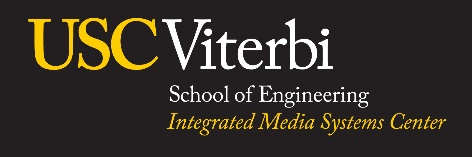 USC Viterbi
School of Engineering
Integrated Media Systems Center